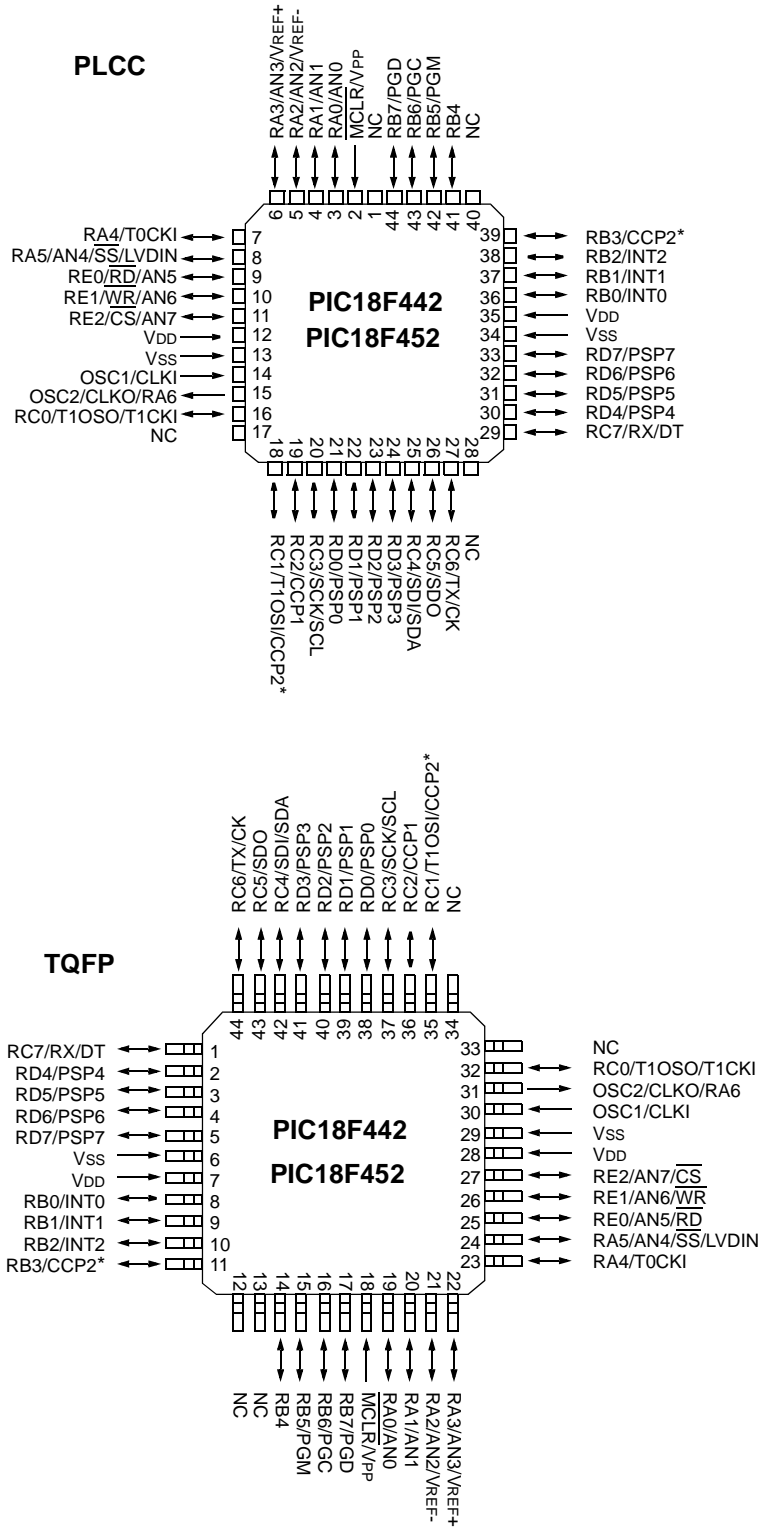 PLCC
RA3/AN3/VREF+
RA2/AN2/VREF-
RA1/AN1
RA0/AN0
MCLR/VPP
NC
RB7/PGD
RB6/PGC
RB5/PGM
RB4
NC
6 5 4 3 2 1 44 43 42 41 40
RA4/T0CKI 7
RA5/AN4/SS/LVDIN 8
RE0/RD/AN5 9
RE1/WR/AN6 10
RE2/CS/AN7 11
VDD 12
VSS 13
OSC1/CLKI 14
OSC2/CLKO/RA6 15
RC0/T1OSO/T1CKI 16
NC 17
PIC18F442
PIC18F452
39 RB3/CCP2*
38 RB2/INT2
37 RB1/INT1
36 RB0/INT0
35 VDD
34 VSS
33 RD7/PSP7
32 RD6/PSP6
31 RD5/PSP5
30 RD4/PSP4
29 RC7/RX/DT
18 19 20 21 22 23 24 25 26 27 28
RC1/T1OSI/CCP2*
RC2/CCP1
RC3/SCK/SCL
RD0/PSP0
RD1/PSP1
RD2/PSP2
RD3/PSP3
RC4/SDI/SDA
RC5/SDO
RC6/TX/CK
NC
TQFP
RC6/TX/CK
RC5/SDO
RC4/SDI/SDA
RD3/PSP3
RD2/PSP2
RD1/PSP1
RD0/PSP0
RC3/SCK/SCL
RC2/CCP1
RC1/T1OSI/CCP2*
NC
44 43 42 41 40 39 38 37 36 35 34
RC7/RX/DT 1
RD4/PSP4 2
RD5/PSP5 3
RD6/PSP6 4
RD7/PSP7 5
VSS 6
VDD 7
RB0/INT0 8
RB1/INT1 9
RB2/INT2 10
RB3/CCP2* 11
PIC18F442
PIC18F452
33 NC
32 RC0/T1OSO/T1CKI
31 OSC2/CLKO/RA6
30 OSC1/CLKI
29 VSS
28 VDD
27 RE2/AN7/CS
26 RE1/AN6/WR
25 RE0/AN5/RD
24 RA5/AN4/SS/LVDIN
23 RA4/T0CKI
12 13 14 15 16 17 18 19 20 21 22
NC
NC
RB4
RB5/PGM
RB6/PGC
RB7/PGD
MCLR/VPP
RA0/AN0
RA1/AN1
RA2/AN2/VREF-
RA3/AN3/VREF+